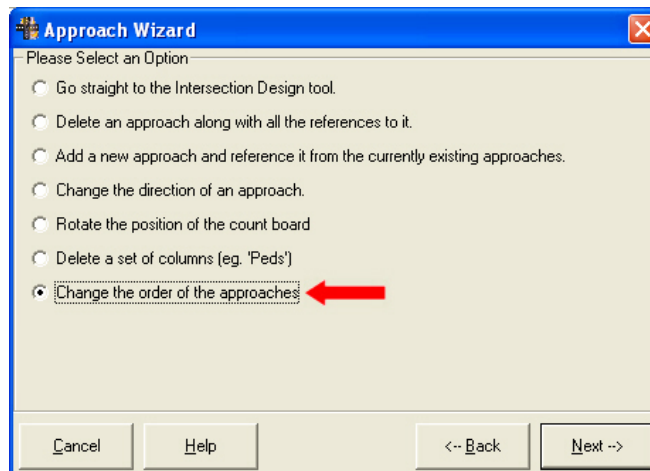 Approach Wizard
Please Select an Option
Go straight to the Intersection Design tool.
Delete an approach along with all the references to it.
Add a new approach and reference it from the currently existing approaches.
Change the direction of an approach.
Rotate the position of the count board
Delete a set of columns (eg. 'Peds')
Change the order of the approaches
Cancel
Help
<-- Back
Next -->